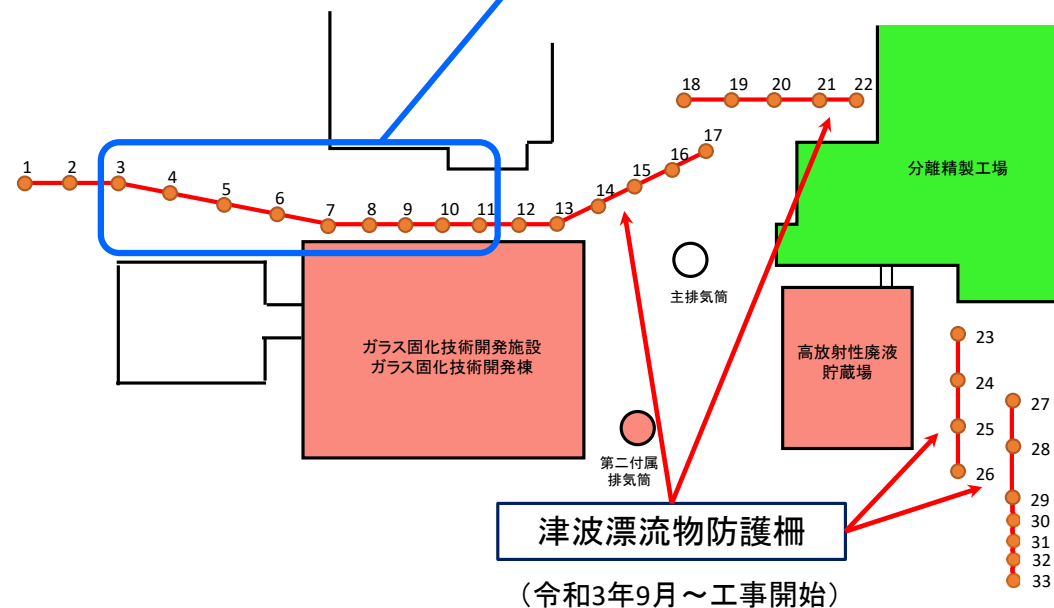 18 19 20 21 22
17
16
15
14
13
1 2 3
4
5
6
7 8 9 10 11 12
分離精製工場
主排気筒
ガラス固化技術開発施設
ガラス固化技術開発棟
高放射性廃液
貯蔵場
第二付属
排気筒
23
24
25
26
27
28
29
30
31
32
33
津波漂流物防護柵
（令和3年9月～工事開始）